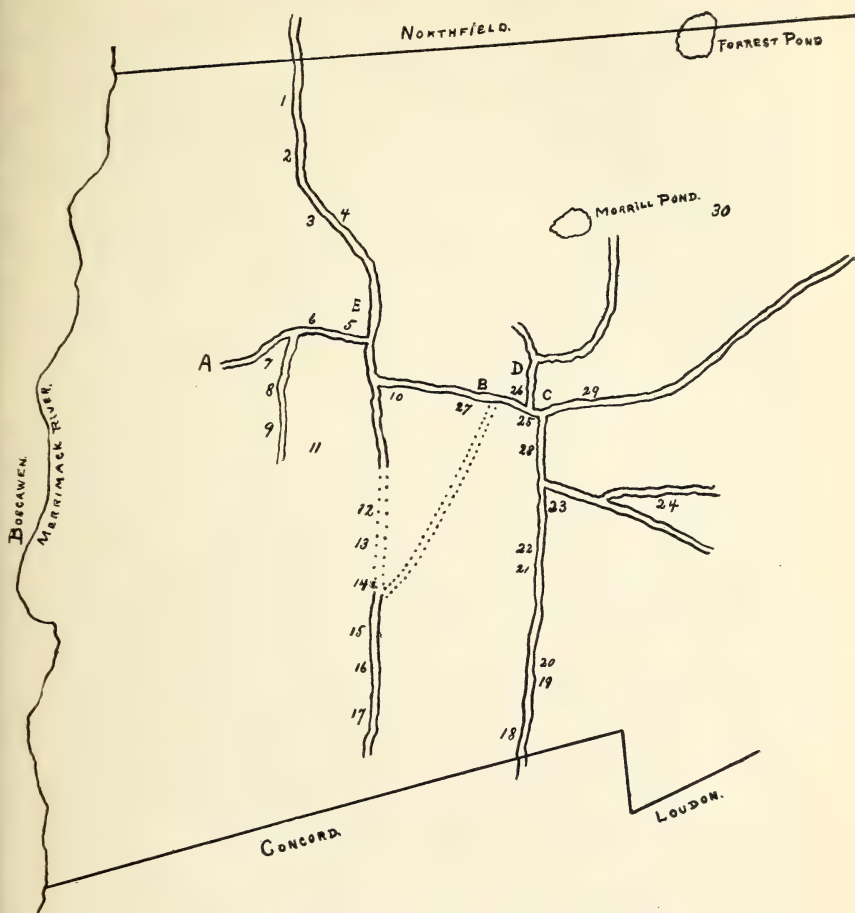 NORTHFIELD.
FORREST POND
1
2
3
4
MORRILL POND.
30
E
6
5
A
7
8
9
11
10
B
27
D
26
C
25
29
28
BOSCAWEN.
MERRIMACK RIVER.
12
13
14
23
24
22
21
15
16
17
20
19
18
CONCORD.
LOUDON.